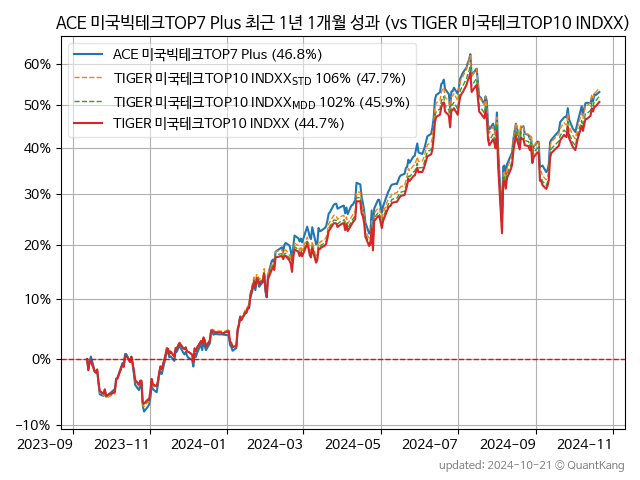 ACE 미국빅테크TOP7 Plus 최근 1년 1개월 성과 (vs TIGER 미국테크TOP10 INDXX)
ACE 미국빅테크TOP7 Plus (46.8%)
TIGER 미국테크TOP10 INDXXSTD 106% (47.7%)
TIGER 미국테크TOP10 INDXXMDD 102% (45.9%)
TIGER 미국테크TOP10 INDXX (44.7%)
60%
50%
40%
30%
20%
10%
0%
-10%
2023-09 2023-11 2024-01 2024-03 2024-05 2024-07 2024-09 2024-11
updated: 2024-10-21 © QuantKang